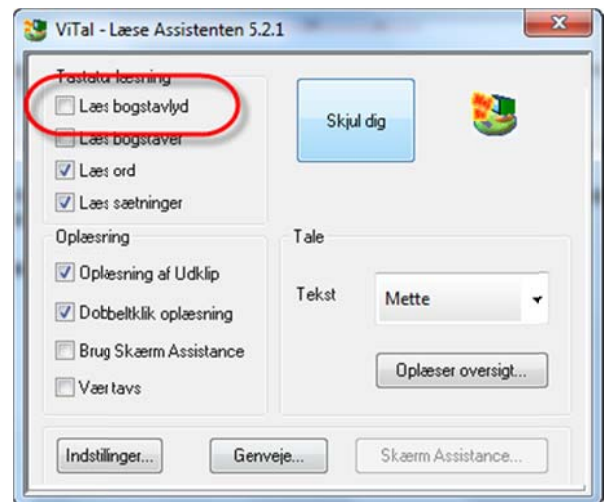 ViTal - Læse Assistenten 5.2.1
Tastatur læsning
Læs bogstavlyd
Læs bogstaver
Læs ord
Læs sætninger
Skjul dig
Oplæsning
Oplæsning af Udklip
Dobbeltklik oplæsning
Brug Skærm Assistance
Vær tavs
Tale
Tekst
Mette
Oplæser oversigt...
Indstilinger...
Genveje...
Skærm Assistance...